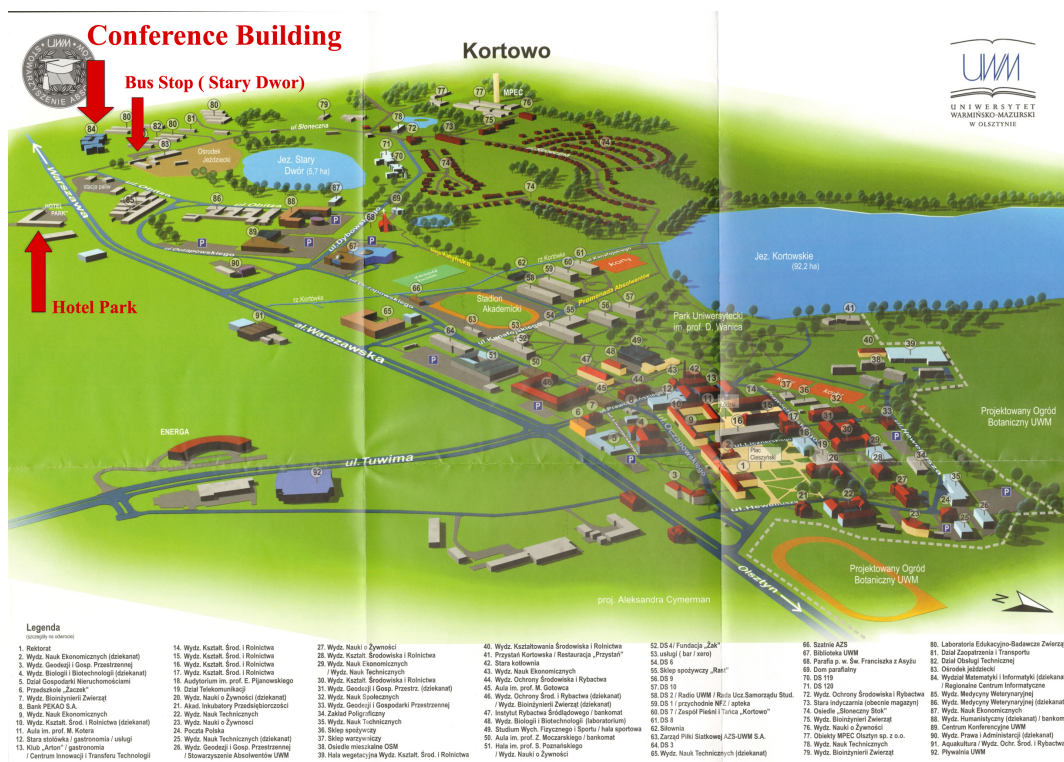 Conference Building
Bus Stop ( Stary Dwor)
Hotel Park
Kortowo
UWM
UNIWERSYTET
WARMIŃSKO-MAZURSKI
W OLSZTYNIE
MPEC
ul. Słoneczna
Ośrodek
Jeździecki
Jez. Stary
Dwór (5,7 ha)
stacja paliw
HOTEL
PARK"
Warszawa
ul. Obitza
ul. Oczapowskiego
ul. Dybowskiego
rz. Kortówka
Stadion
Akademicki
ul. Kanafojskiego
Promenada Absolwentów
Korty
Jez. Kortowskie
(92,2 ha)
Park Uniwersytecki
im. prof. D. Wanica
al. Warszawska
ENERGA
ul. Tuwima
Plac
Cieszyński
Projektowany Ogród
Botaniczny UWM
Projektowany Ogród
Botaniczny UWM
Olsztyn
proj. Aleksandra Cymerman
N
Legenda
(szczegóły na odwrocie)
1. Rektorat
2. Wydz. Nauk Ekonomicznych (dziekanat)
3. Wydz. Geodezji i Gosp. Przestrzennej
4. Wydz. Biologii i Biotechnologii (dziekanat)
5. Dział Gospodarki Nieruchomościami
6. Przedszkole „Żaczek"
7. Wydz. Bioinżynierii Zwierząt
8. Bank PEKAO S.A.
9. Wydz. Nauk Ekonomicznych
10. Wydz. Kształt. Środ. i Rolnictwa (dziekanat)
11. Aula im. prof. M. Kotera
12. Stara stołówka / gastronomia / usługi
13. Klub „Arton" / gastronomia
/ Centrum Innowacji i Transferu Technologii
14. Wydz. Kształt. Środ. i Rolnictwa
15. Wydz. Kształt. Środ. i Rolnictwa
16. Wydz. Kształt. Środ. i Rolnictwa
17. Wydz. Kształt. Środ. i Rolnictwa
18. Audytorium im. prof. E. Pijanowskiego
19. Dział Telekomunikacji
20. Wydz. Nauki o Żywności (dziekanat)
21. Akad. Inkubatory Przedsiębiorczości
22. Wydz. Nauk Technicznych
23. Wydz. Nauki o Żywności
24. Poczta Polska
25. Wydz. Nauk Technicznych (dziekanat)
26. Wydz. Geodezji i Gosp. Przestrzennej
/ Stowarzyszenie Absolwentów UWM
27. Wydz. Nauki o Żywności
28. Wydz. Kształt. Środowiska i Rolnictwa
29. Wydz. Nauk Ekonomicznych
/ Wydz. Nauk Technicznych
30. Wydz. Kształt. Środowiska i Rolnictwa
31. Wydz. Geodezji i Gosp. Przestrz. (dziekanat)
32. Wydz. Nauk Społecznych
33. Wydz. Geodezji i Gospodarki Przestrzennej
34. Zakład Poligraficzny
35. Wydz. Nauk Technicznych
36. Sklep spożywczy
37. Sklep warzywniczy
38. Osiedle mieszkalne OSM
39. Hala wegetacyjna Wydz. Kształt. Środ. i Rolnictwa
40. Wydz. Kształtowania Środowiska i Rolnictwa
41. Przystań Kortowska i Restauracja „Przystań"
42. Stara kotłownia
43. Wydz. Nauk Ekonomicznych
44. Wydz. Ochrony Środowiska i Rybactwa
45. Aula im. prof. M. Gotowca
46. Wydz. Ochrony Środ. i Rybactwa (dziekanat)
/ Wydz. Bioinżynierii Zwierząt (dziekanat)
47. Instytut Rybactwa Śródlądowego / bankomat
48. Wydz. Biologii i Biotechnologii (laboratorium)
49. Studium Wych. Fizycznego i Sportu / hala sportowa
50. Aula im. prof. Z. Moczarskiego / bankomat
51. Hala im. prof. S. Poznańskiego
/ Wydz. Nauki o Żywności
52. DS 4 / Fundacja „Żak"
53. usługi ( bar / xero)
54. DS 6
55. Sklep spożywczy
56. DS 9
57. DS 10
58. DS 2 / Radio UWM / Rada Ucz.Samorządu Stud.
59. DS 1 / przychodnie NFZ / apteka
60. DS 7 / Zespół Pieśni i Tańca „Kortowo"
61. DS 8
62. Siłownia
63. Zarząd Piłki Siatkowej AZS-UWM S.A.
64. DS 3
65. Wydz. Nauk Technicznych (dziekanat)
66. Szatnie AZS
67. Biblioteka UWM
68. Parafia p. w. Św. Franciszka z Asyżu
69. Dom parafialny
70. DS 119
71. DS 120
72. Wydz. Ochrony Środowiska i Rybactwa
73. Stara indyczarnia (obecnie magazyn)
74. Osiedle „Słoneczny Stok"
75. Wydz. Bioinżynieri Zwierząt
76. Wydz. Nauki o Żywności
77. Obiekty MPEC Olsztyn sp. z o.o.
78. Wydz. Nauk Technicznych
79. Wydz. Bioinżynierii Zwierząt
80. Laboratoria Edukacyjno-Badawcze Zwierzą
81. Dział Zaopatrzenia i Transportu
82. Dział Obsługi Technicznej
83. Ośrodek jeździecki
84. Wydział Matematyki i Informatyki (dziekanat)
/ Regionalne Centrum Informatyczne
85. Wydz. Medycyny Weterynaryjnej
86. Wydz. Medycyny Weterynaryjnej (dziekanat)
87. Wydz. Nauk Ekonomicznych
88. Wydz. Humanistyczny (dziekanat) / bankom
89. Centrum Konferencyjne UWM
90. Wydz. Prawa i Administracji (dziekanat)
91. Aquakultura / Wydz. Ochr. Środ. i Rybactwa
92. Pływalnia UWM